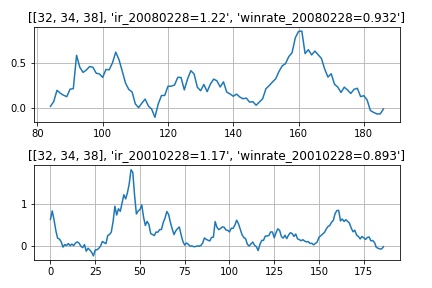 [[32, 34, 38], 'ir_20080228=1.22', 'winrate_20080228=0.932']
0.5
0.0
80 100 120 140 160 180
[[32, 34, 38], 'ir_20010228=1.17', 'winrate_20010228=0.893']
1
0
0 25 50 75 100 125 150 175